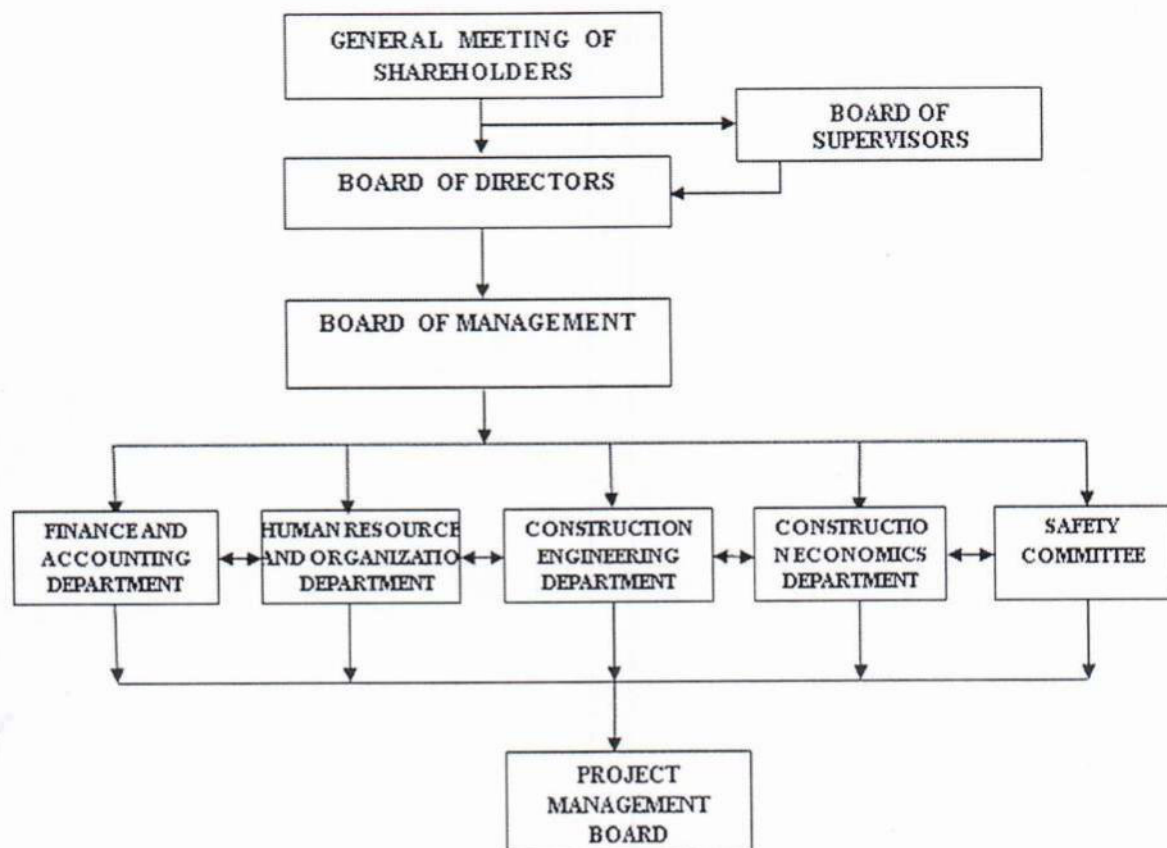 GENERAL MEETING OF
SHAREHOLDERS
BOARD OF
SUPERVISORS
BOARD OF DIRECTORS
BOARD OF MANAGEMENT
FINANCE AND
ACCOUNTING
DEPARTMENT
HUMAN RESOURCE
AND ORGANIZATIO
DEPARTMENT
CONSTRUCTION
ENGINEERING
DEPARTMENT
CONSTRUCTIO
N ECONOMICS
DEPARTMENT
SAFETY
COMMITTEE
PROJECT
MANAGEMENT
BOARD